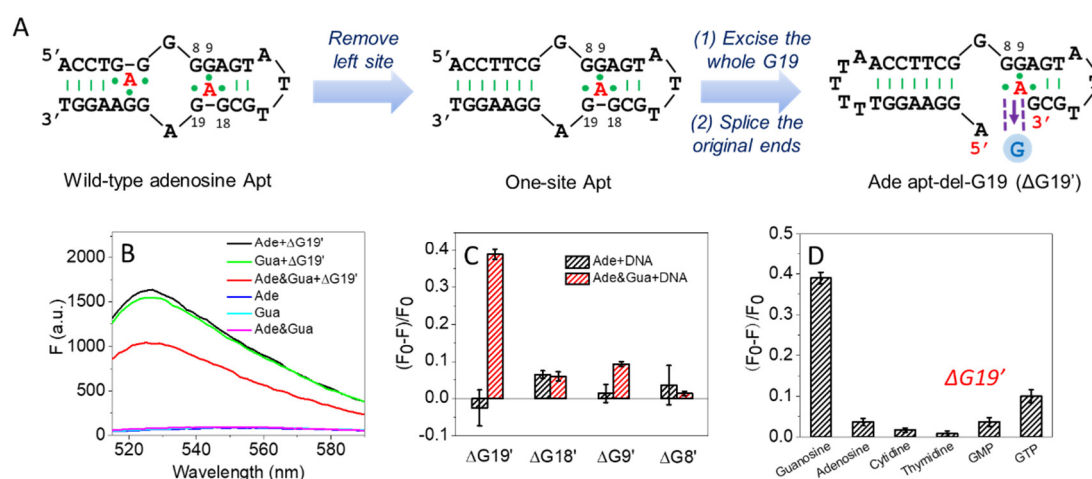 A
5' ACCTG–G G 8 9 GGAGT A T T
A A
3' TGGAAGG A 19 18 G–GCG T
Wild-type adenosine Apt
Remove
left site
5' ACCTTCG G 8 9 GGAGT A T T
A
3' TGGAAGG A 19 18 G–GCG T
One-site Apt
(1) Excise the
whole G19
(2) Splice the
original ends
T A ACCTTCG G 8 9 GGAGT A T T
T A
T T TGGAAGG A 5' GCG T 3'
G
Ade apt-del-G19 (ΔG19')
B
Ade+ΔG19'
Gua+ΔG19'
Ade&Gua+ΔG19'
Ade
Gua
Ade&Gua
F (a.u.)
2000
1500
1000
500
0
520 540 560 580
Wavelength (nm)
C
Ade+DNA
Ade&Gua+DNA
(F0-F)/F0
0.4
0.3
0.2
0.1
0.0
-0.1
ΔG19' ΔG18' ΔG9' ΔG8'
D
(F0-F)/F0
0.5
0.4
0.3
0.2
0.1
0.0
ΔG19'
Guanosine Adenosine Cytidine Thymidine GMP GTP